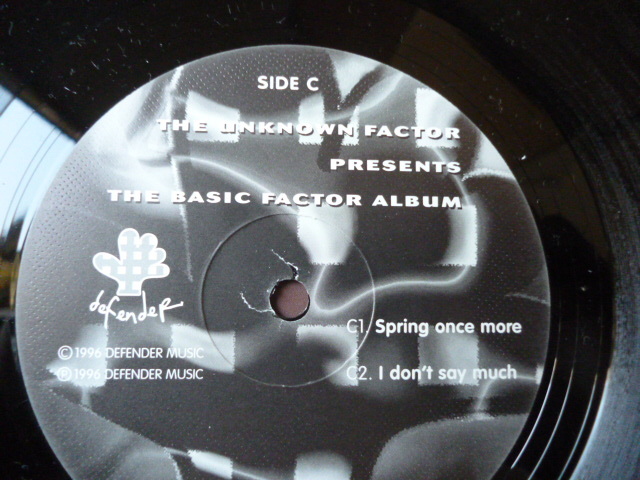 SIDE C
THE UNKNOWN FACTOR
PRESENTS
THE BASIC FACTOR ALBUM
defender
C1. Spring once more
© 1996 DEFENDER MUSIC
℗ 1996 DEFENDER MUSIC
C2. I don't say much